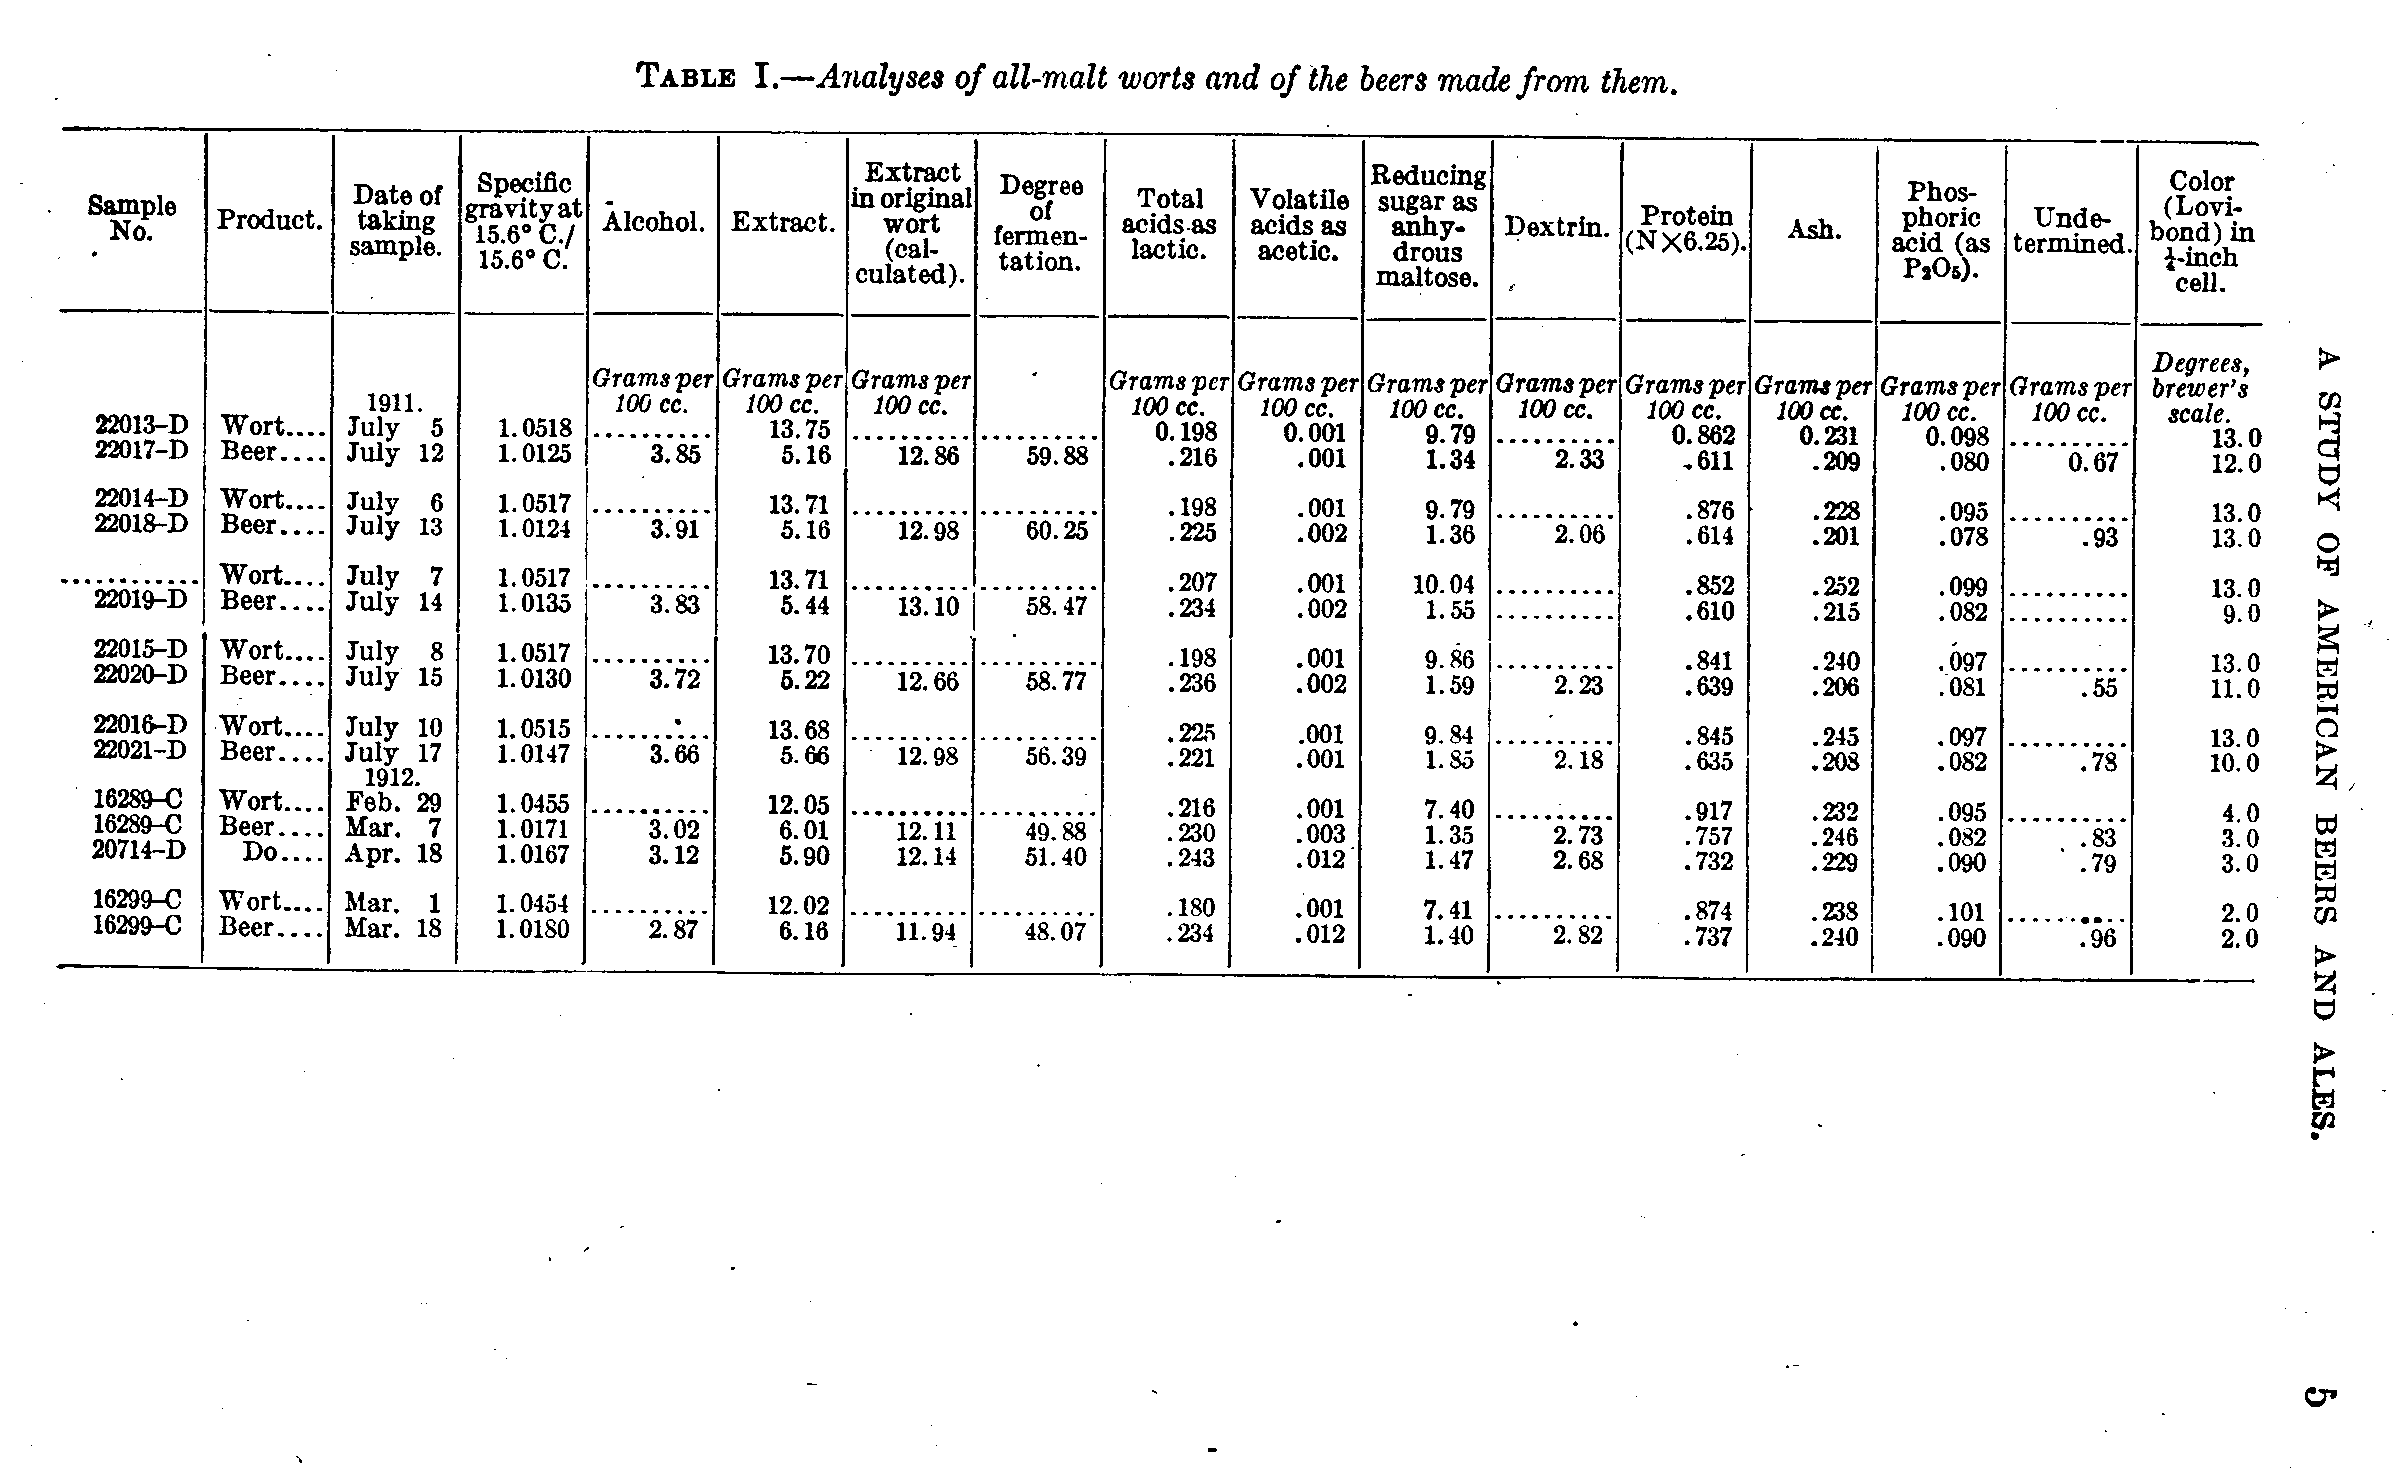 TABLE I.—Analyses of all-malt worts and of the beers made from them.
Sample No. | Product. | Date of taking sample. | Specific gravity at 15.6° C./ 15.6° C. | Alcohol. | Extract. | Extract in original wort (cal-culated). | Degree of fermen-tation. | Total acids as lactic. | Volatile acids as acetic. | Reducing sugar as anhy-drous maltose. | Dextrin. | Protein (N×6.25). | Ash. | Phos-phoric acid (as P₂O₅). | Unde-termined. | Color (Lovi-bond) in ¼-inch cell.
Grams per 100 cc. | Grams per 100 cc. | Grams per 100 cc. | Grams per 100 cc. | Grams per 100 cc. | Grams per 100 cc. | Grams per 100 cc. | Grams per 100 cc. | Grams per 100 cc. | Grams per 100 cc. | Grams per 100 cc. | Degrees, brewer's scale.
1911.
22013-D Wort.... July 5 1.0518 .......... 13.75 .......... .......... 0.198 0.001 9.79 .......... 0.862 0.231 0.098 .......... 13.0
22017-D Beer.... July 12 1.0125 3.85 5.16 12.86 59.88 .216 .001 1.34 2.33 .611 .209 .080 0.67 12.0
22014-D Wort.... July 6 1.0517 .......... 13.71 .......... .......... .198 .001 9.79 .......... .876 .228 .095 .......... 13.0
22018-D Beer.... July 13 1.0124 3.91 5.16 12.98 60.25 .225 .002 1.36 2.06 .614 .201 .078 .93 13.0
............ Wort.... July 7 1.0517 .......... 13.71 .......... .......... .207 .001 10.04 .......... .852 .252 .099 .......... 13.0
22019-D Beer.... July 14 1.0135 3.83 5.44 13.10 58.47 .234 .002 1.55 .......... .610 .215 .082 .......... 9.0
22015-D Wort.... July 8 1.0517 .......... 13.70 .......... .......... .198 .001 9.86 .......... .841 .240 .097 .......... 13.0
22020-D Beer.... July 15 1.0130 3.72 5.22 12.66 58.77 .236 .002 1.59 2.23 .639 .206 .081 .55 11.0
22016-D Wort.... July 10 1.0515 .......... 13.68 .......... .......... .225 .001 9.84 .......... .845 .245 .097 .......... 13.0
22021-D Beer.... July 17 1.0147 3.66 5.66 12.98 56.39 .221 .001 1.85 2.18 .635 .208 .082 .78 10.0
1912.
16289-C Wort.... Feb. 29 1.0455 .......... 12.05 .......... .......... .216 .001 7.40 .......... .917 .232 .095 .......... 4.0
16289-C Beer.... Mar. 7 1.0171 3.02 6.01 12.11 49.88 .230 .003 1.35 2.73 .757 .246 .082 .83 3.0
20714-D Do.... Apr. 18 1.0167 3.12 5.90 12.14 51.40 .243 .012 1.47 2.68 .732 .229 .090 .79 3.0
16299-C Wort.... Mar. 1 1.0454 .......... 12.02 .......... .......... .180 .001 7.41 .......... .874 .238 .101 .......... 2.0
16299-C Beer.... Mar. 18 1.0180 2.87 6.16 11.94 48.07 .234 .012 1.40 2.82 .737 .240 .090 .96 2.0
A STUDY OF AMERICAN BEERS AND ALES.
5